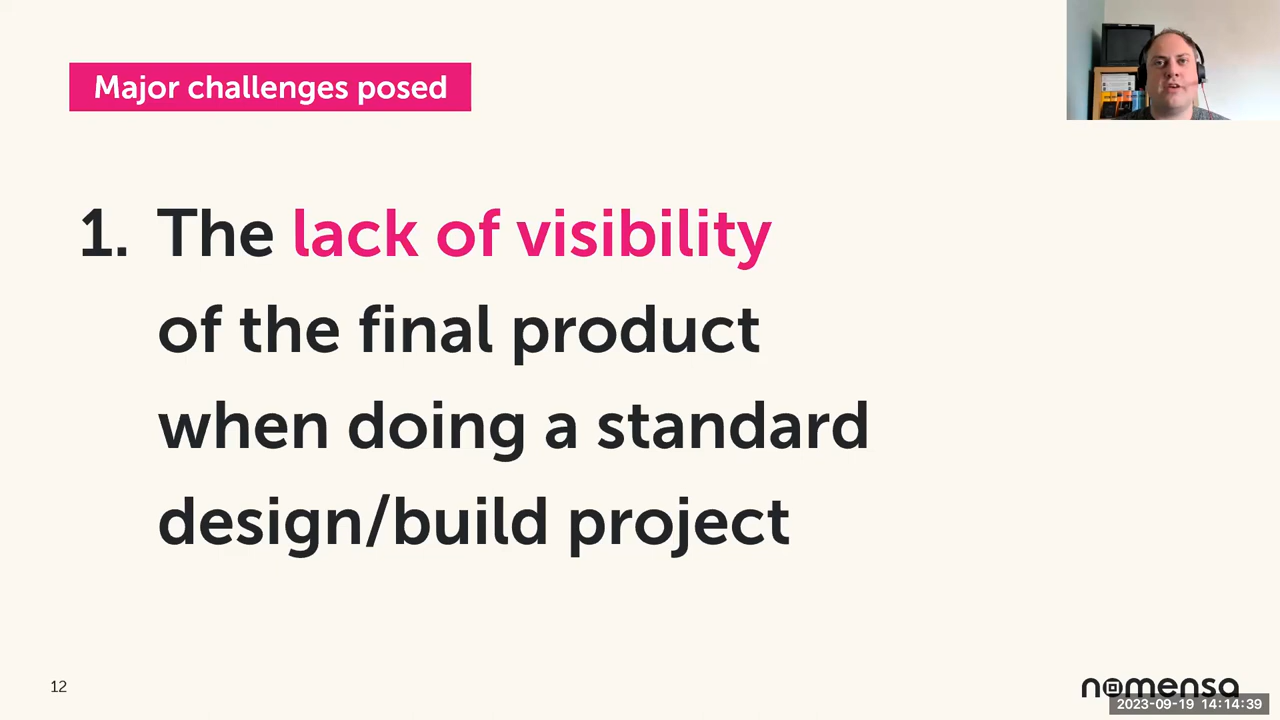 Major challenges posed
1. The lack of visibility
of the final product
when doing a standard
design/build project
12
nomensa
2023-09-19 14:14:39